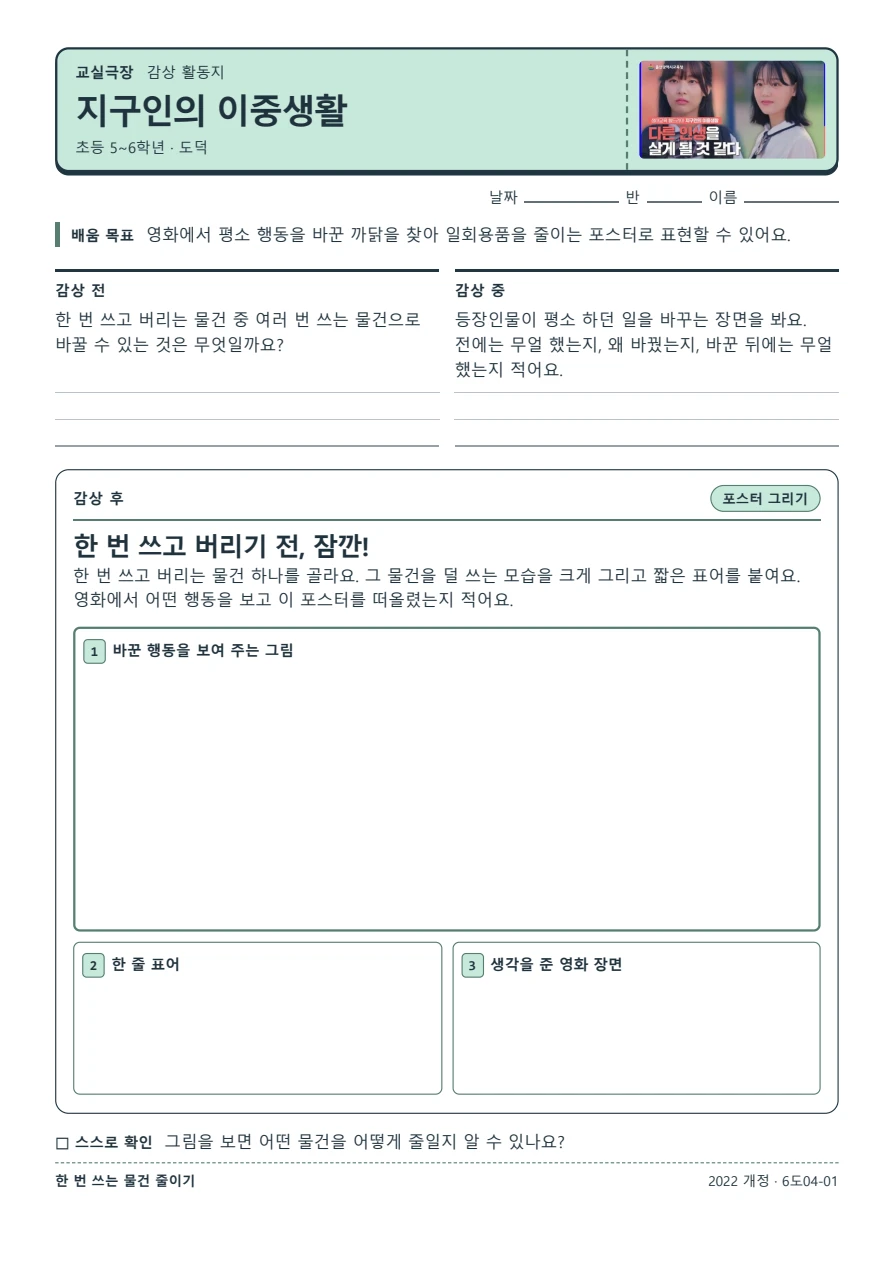 교실극장 감상 활동지
지구인의 이중생활
초등 5~6학년 · 도덕
다른 인생을
살게 될 것 같다
날짜 반 이름
배움 목표 영화에서 평소 행동을 바꾼 까닭을 찾아 일회용품을 줄이는 포스터로 표현할 수 있어요.
감상 전
한 번 쓰고 버리는 물건 중 여러 번 쓰는 물건으로
바꿀 수 있는 것은 무엇일까요?
감상 중
등장인물이 평소 하던 일을 바꾸는 장면을 봐요.
전에는 무얼 했는지, 왜 바꿨는지, 바꾼 뒤에는 무얼
했는지 적어요.
감상 후
포스터 그리기
한 번 쓰고 버리기 전, 잠깐!
한 번 쓰고 버리는 물건 하나를 골라요. 그 물건을 덜 쓰는 모습을 크게 그리고 짧은 표어를 붙여요.
영화에서 어떤 행동을 보고 이 포스터를 떠올렸는지 적어요.
1 바꾼 행동을 보여 주는 그림
2 한 줄 표어
3 생각을 준 영화 장면
스스로 확인 그림을 보면 어떤 물건을 어떻게 줄일지 알 수 있나요?
한 번 쓰는 물건 줄이기
2022 개정 · 6도04-01